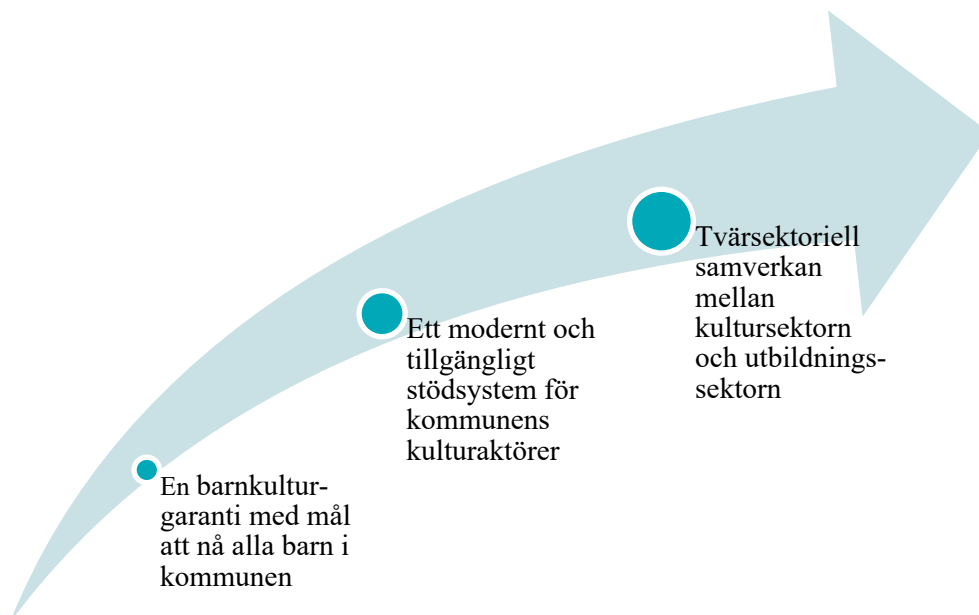 En barnkultur-
garanti med mål
att nå alla barn i
kommunen
Ett modernt och
tillgängligt
stödsystem för
kommunens
kulturaktörer
Tvärsektoriell
samverkan
mellan
kultursektorn
och utbildnings-
sektorn